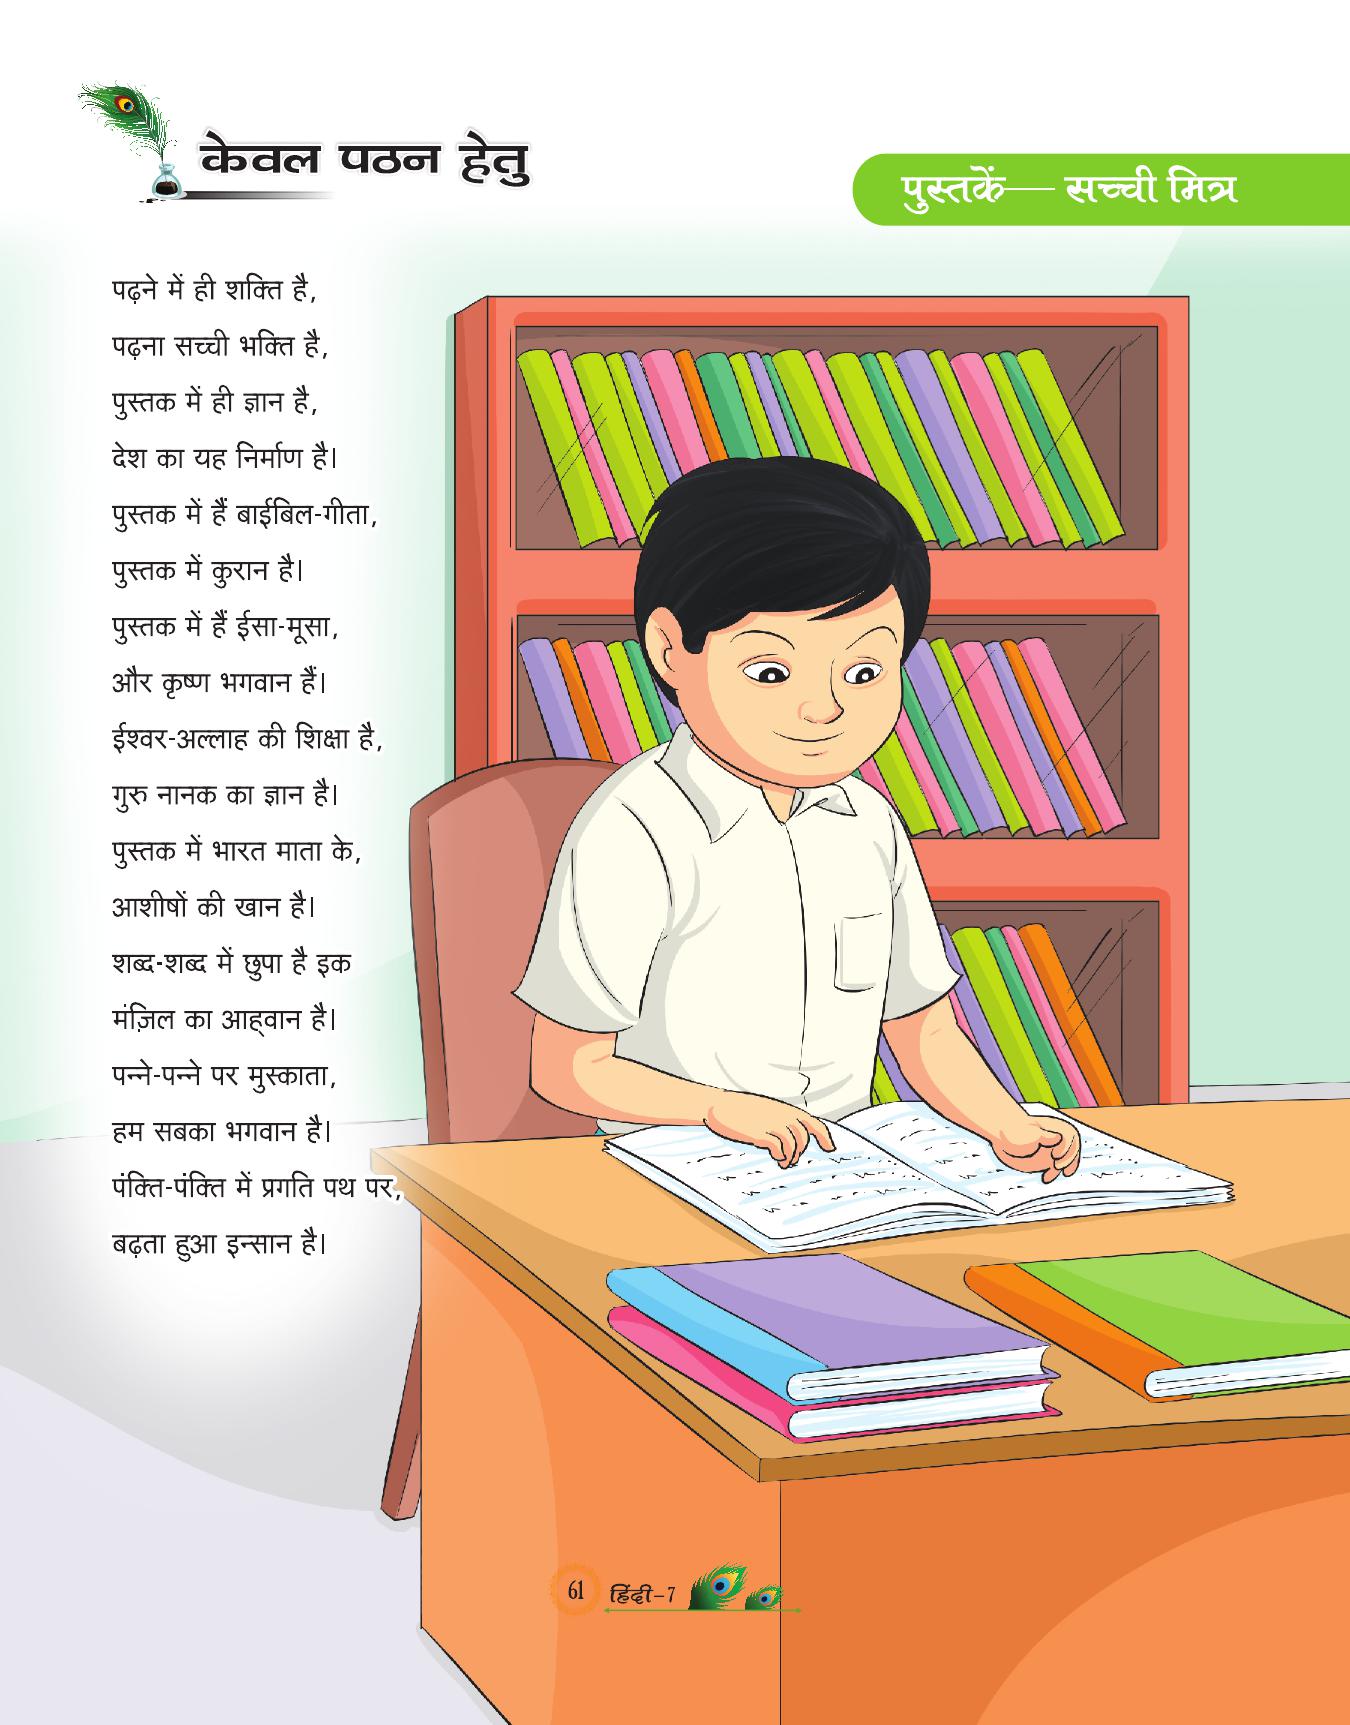 केवल पठन हेतु
पुस्तकें— सच्ची मित्र
पढ़ने में ही शक्ति है,
पढ़ना सच्ची भक्ति है,
पुस्तक में ही ज्ञान है,
देश का यह निर्माण है।
पुस्तक में हैं बाईबिल-गीता,
पुस्तक में कुरान है।
पुस्तक में हैं ईसा-मूसा,
और कृष्ण भगवान हैं।
ईश्वर-अल्लाह की शिक्षा है,
गुरु नानक का ज्ञान है।
पुस्तक में भारत माता के,
आशीषों की खान है।
शब्द-शब्द में छुपा है इक
मंज़िल का आह्‌वान है।
पन्ने-पन्ने पर मुस्काता,
हम सबका भगवान है।
पंक्ति-पंक्ति में प्रगति पथ पर,
बढ़ता हुआ इन्सान है।
61 हिंदी–7